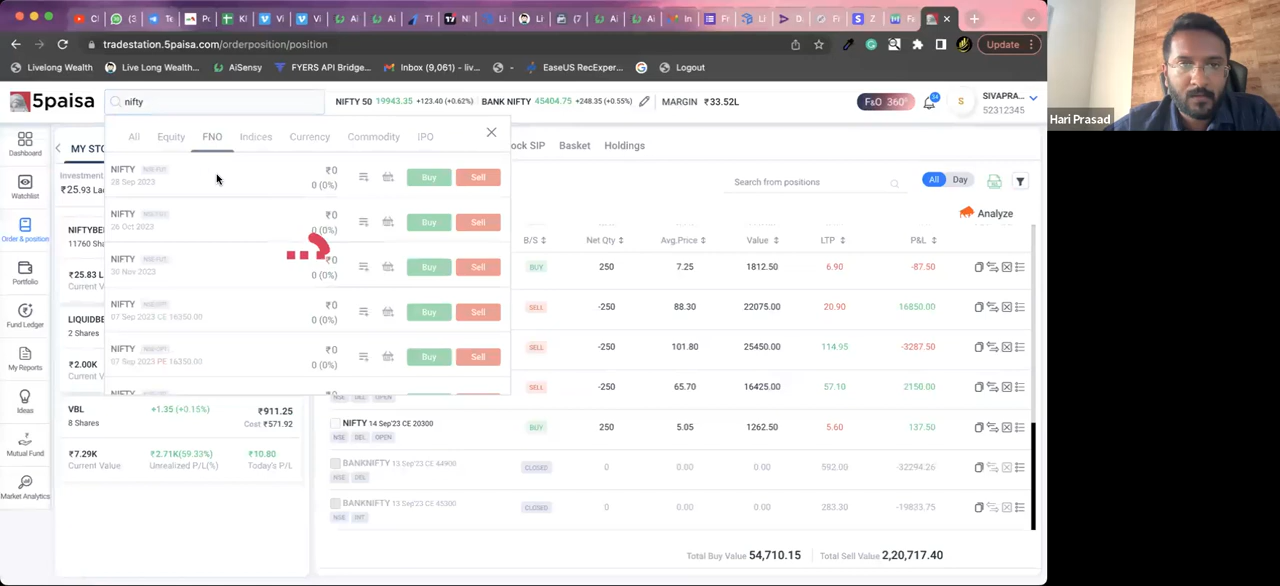 tradestation.5paisa.com/orderposition/position
Update
Livelong Wealth
Live Long Wealth...
AiSensy
FYERS API Bridge...
Inbox (9,061) - liv...
EaseUS RecExper...
Logout
5paisa
nifty
NIFTY 50 19943.35 +123.40 (+0.62%)
BANK NIFTY 45404.75 +248.35 (+0.55%)
MARGIN ₹33.52L
F&O 360°
S
SIVAPRA...
52312345
Hari Prasad
Dashboard
Watchlist
Order & position
Portfolio
Fund Ledger
My Reports
Ideas
Mutual Fund
Market Analytics
All Equity FNO Indices Currency Commodity IPO
NIFTY ₹0
28 Sep 2023 0 (0%)
Buy Sell
NIFTY ₹0
26 Oct 2023 0 (0%)
Buy Sell
NIFTY ₹0
30 Nov 2023 0 (0%)
Buy Sell
NIFTY ₹0
07 Sep 2023 CE 16350.00 0 (0%)
Buy Sell
NIFTY ₹0
07 Sep 2023 PE 16350.00 0 (0%)
Buy Sell
NIFTY
MY STO
Investment
₹25.93 Lac
NIFTYBE
11760 Sha
₹25.83 L
Current V
LIQUIDBE
2 Shares
₹2.00K
Current V
VBL +1.35 (+0.15%) ₹911.25
8 Shares Cost ₹571.92
₹7.29K ₹2.71K(59.33%) ₹10.80
Current Value Unrealized P/L(%) Today's P/L
ock SIP Basket Holdings
Search from positions
All Day
Analyze
B/S Net Qty Avg.Price Value LTP P&L
BUY 250 7.25 1812.50 6.90 -87.50
SELL -250 88.30 22075.00 20.90 16850.00
SELL -250 101.80 25450.00 114.95 -3287.50
SELL -250 65.70 16425.00 57.10 2150.00
NSE DEL OPEN
NIFTY 14 Sep'23 CE 20300 BUY 250 5.05 1262.50 5.60 137.50
NSE DEL OPEN
BANKNIFTY 13 Sep'23 CE 44900 CLOSED 0 0.00 0.00 592.00 -32294.26
NSE DEL
BANKNIFTY 13 Sep'23 CE 45300 CLOSED 0 0.00 0.00 283.30 -19833.75
NSE INT
Total Buy Value 54,710.15 Total Sell Value 2,20,717.40